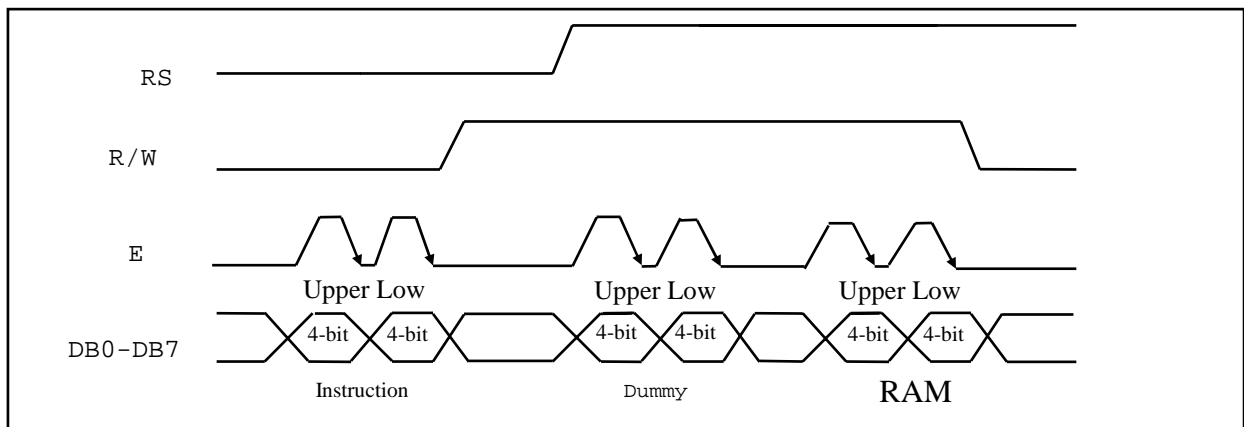 RS
R/W
E
Upper Low Upper Low Upper Low
4-bit 4-bit 4-bit 4-bit 4-bit 4-bit
DB0-DB7
Instruction Dummy RAM